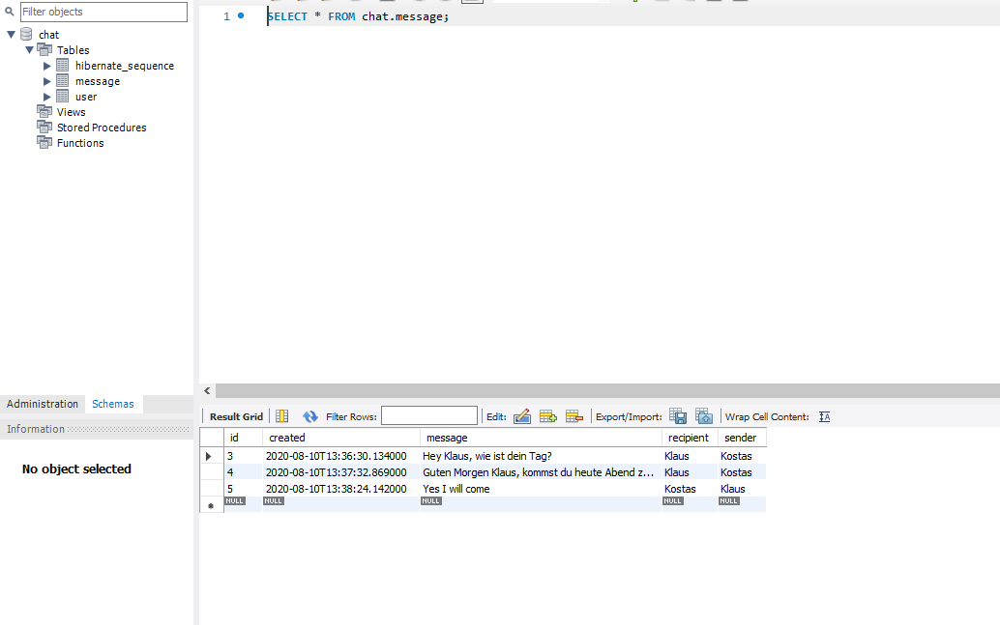 Filter objects
chat
Tables
hibernate_sequence
message
user
Views
Stored Procedures
Functions
Administration Schemas
Information
No object selected
1 SELECT * FROM chat.message;
Result Grid Filter Rows: Edit: Export/Import: Wrap Cell Content:
id created message recipient sender
3 2020-08-10T13:36:30.134000 Hey Klaus, wie ist dein Tag? Klaus Kostas
4 2020-08-10T13:37:32.869000 Guten Morgen Klaus, kommst du heute Abend z... Klaus Kostas
5 2020-08-10T13:38:24.142000 Yes I will come Kostas Klaus
NULL NULL NULL NULL NULL